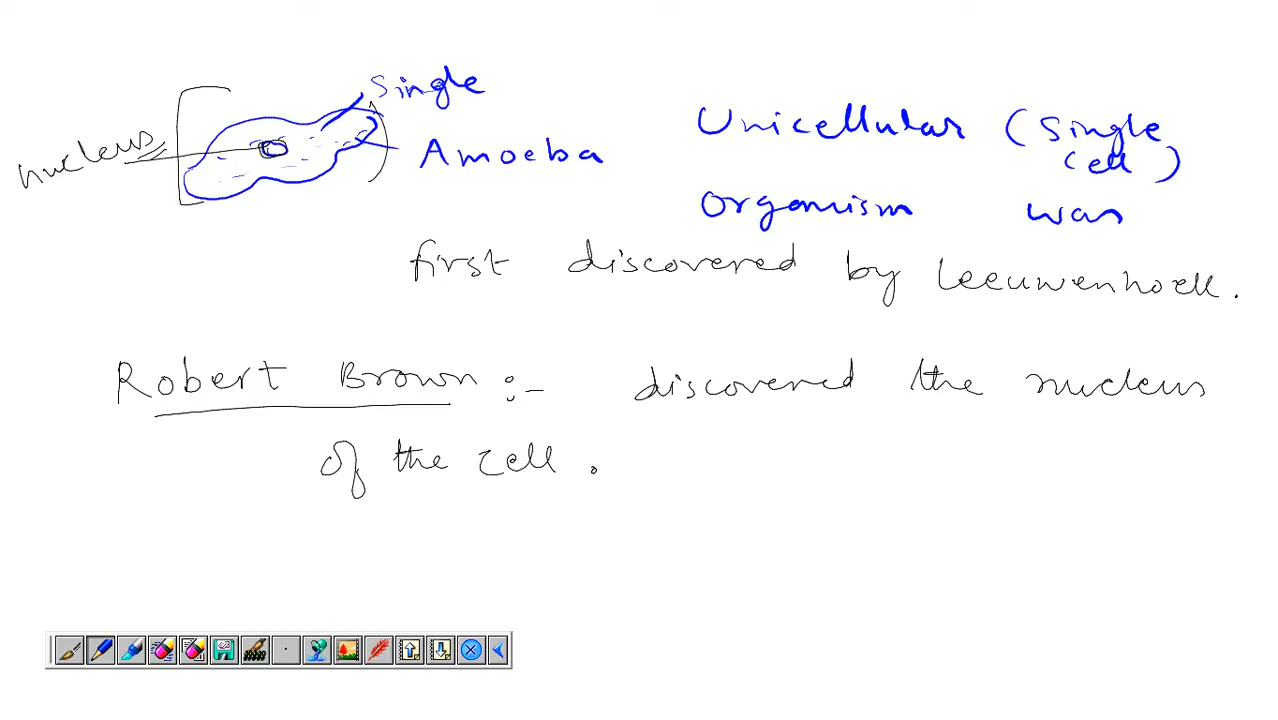 Single
nucleus
Amoeba
Unicellular (Single
cell)
Organism was
first discovered by Leeuwenhoek.
Robert Brown :- discovered the nucleus
of the cell.